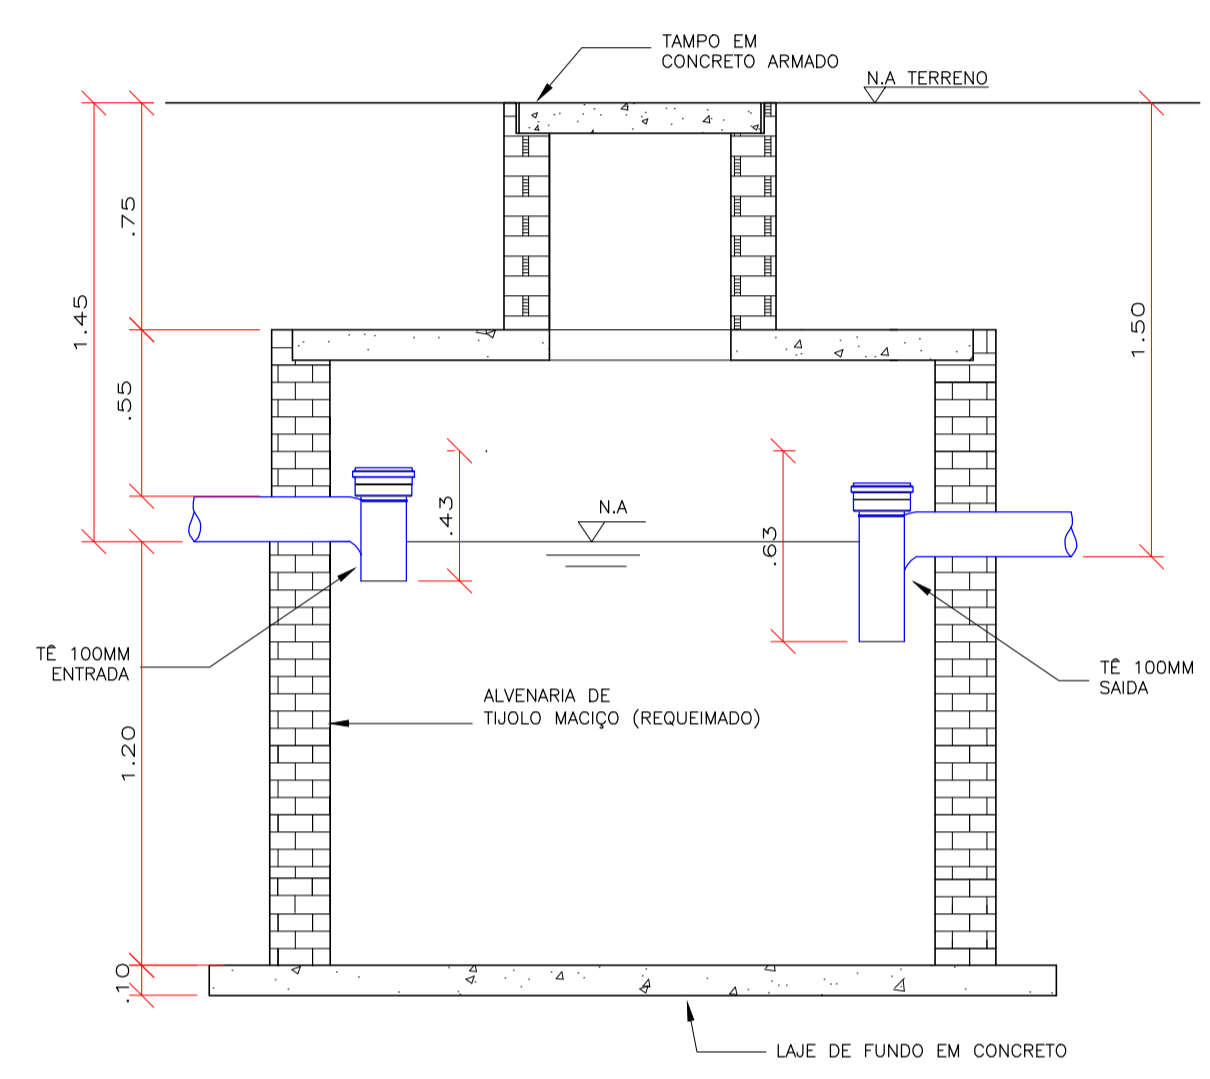 TAMPO EM
CONCRETO ARMADO
N.A TERRENO
.75
1.45
1.50
.55
.43
N.A
.63
TÊ 100MM
ENTRADA
TÊ 100MM
SAIDA
ALVENARIA DE
TIJOLO MACIÇO (REQUEIMADO)
1.20
.10
LAJE DE FUNDO EM CONCRETO